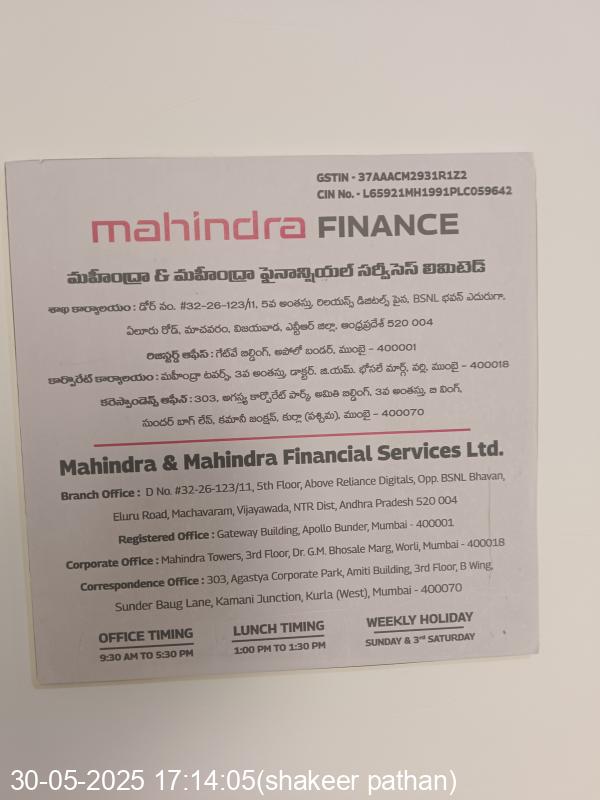 GSTIN - 37AAACM2931R1Z2
CIN No. - L65921MH1991PLC059642
mahindra FINANCE
మహీంద్రా & మహీంద్రా ఫైనాన్షియల్ సర్వీసెస్ లిమిటెడ్
శాఖ కార్యాలయం : డోర్ నం. #32-26-123/11, 5వ అంతస్తు, రిలయన్స్ డిజిటల్స్ పైన, BSNL భవన్ ఎదురుగా,
ఏలూరు రోడ్, మాచవరం, విజయవాడ, ఎన్టీఆర్ జిల్లా, ఆంధ్రప్రదేశ్ 520 004
రిజిస్టర్డ్ ఆఫీస్ : గేట్‌వే బిల్డింగ్, అపోలో బండర్, ముంబై - 400001
కార్పొరేట్ కార్యాలయం : మహీంద్రా టవర్స్, 3వ అంతస్తు, డాక్టర్. జి.యమ్. భోసలే మార్గ్, వర్లి, ముంబై - 400018
కరెస్పాండెన్స్ ఆఫీస్ : 303, అగస్త్య కార్పొరేట్ పార్క్, అమితి బిల్డింగ్, 3వ అంతస్తు, బి వింగ్,
సుందర్ బాగ్ లేన్, కమానీ జంక్షన్, కుర్లా (పశ్చిమ), ముంబై - 400070
Mahindra & Mahindra Financial Services Ltd.
Branch Office : D No. #32-26-123/11, 5th Floor, Above Reliance Digitals, Opp. BSNL Bhavan,
Eluru Road, Machavaram, Vijayawada, NTR Dist, Andhra Pradesh 520 004
Registered Office : Gateway Building, Apollo Bunder, Mumbai - 400001
Corporate Office : Mahindra Towers, 3rd Floor, Dr. G.M. Bhosale Marg, Worli, Mumbai - 400018
Correspondence Office : 303, Agastya Corporate Park, Amiti Building, 3rd Floor, B Wing,
Sunder Baug Lane, Kamani Junction, Kurla (West), Mumbai - 400070
OFFICE TIMING LUNCH TIMING WEEKLY HOLIDAY
9:30 AM TO 5:30 PM 1:00 PM TO 1:30 PM SUNDAY & 3rd SATURDAY
30-05-2025 17:14:05(shakeer pathan)